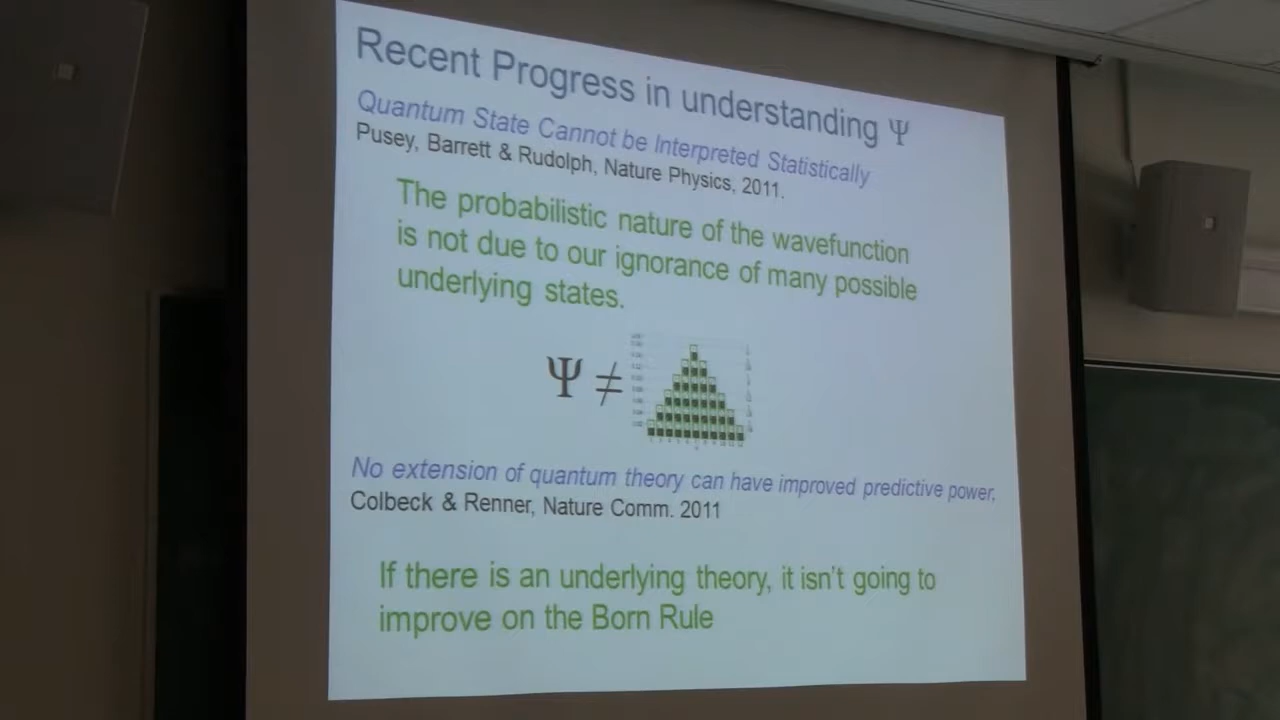 Recent Progress in understanding Ψ
Quantum State Cannot be Interpreted Statistically
Pusey, Barrett & Rudolph, Nature Physics, 2011.
The probabilistic nature of the wavefunction
is not due to our ignorance of many possible
underlying states.
Ψ ≠
No extension of quantum theory can have improved predictive power,
Colbeck & Renner, Nature Comm. 2011
If there is an underlying theory, it isn't going to
improve on the Born Rule